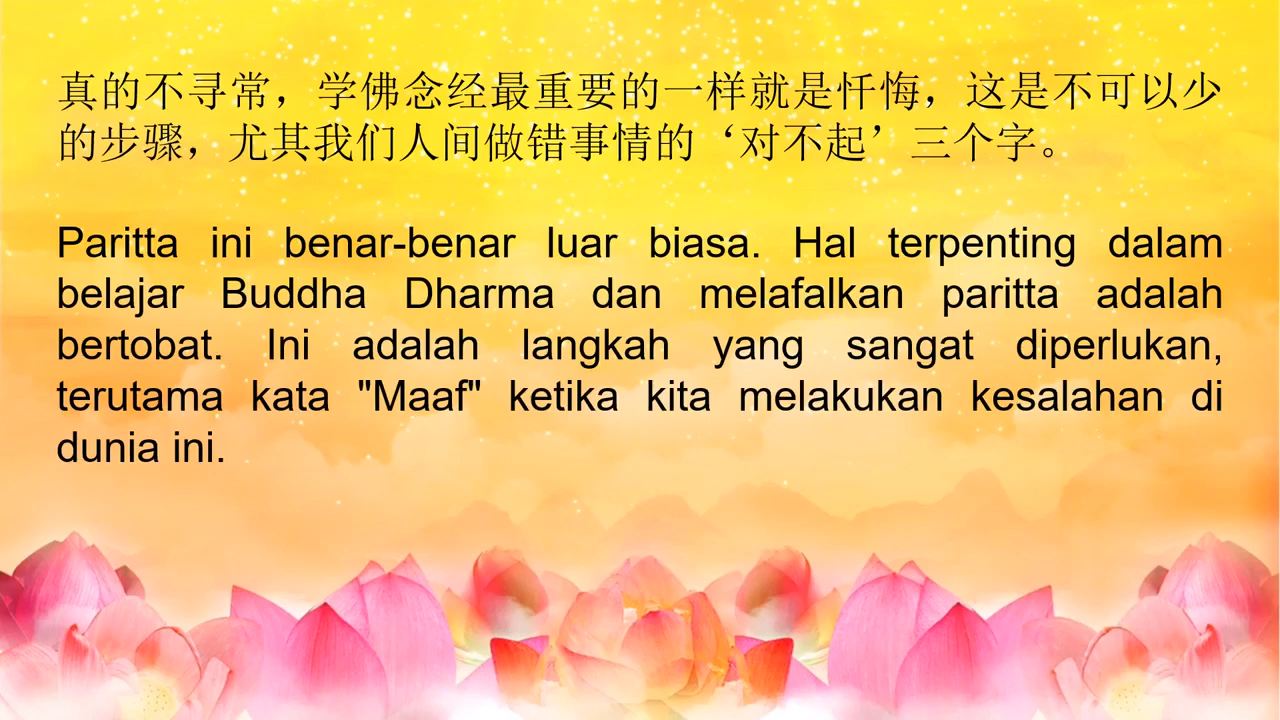 真的不寻常，学佛念经最重要的一样就是忏悔，这是不可以少
的步骤，尤其我们人间做错事情的‘对不起’三个字。
Paritta ini benar-benar luar biasa. Hal terpenting dalam
belajar Buddha Dharma dan melafalkan paritta adalah
bertobat. Ini adalah langkah yang sangat diperlukan,
terutama kata "Maaf" ketika kita melakukan kesalahan di
dunia ini.